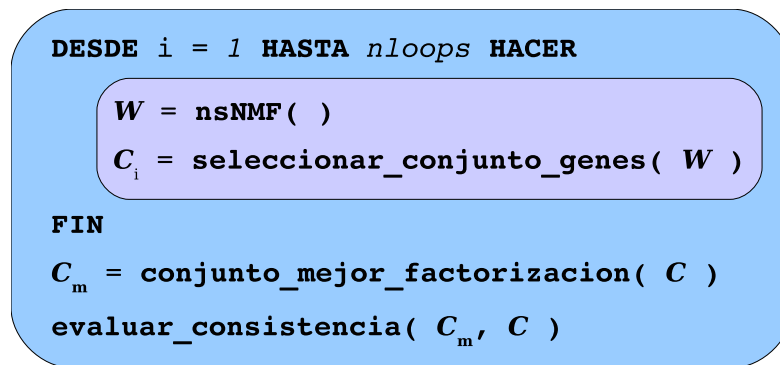 DESDE i = 1 HASTA nloops HACER
W = nsNMF( )
Ci = seleccionar_conjunto_genes( W )
FIN
Cm = conjunto_mejor_factorizacion( C )
evaluar_consistencia( Cm, C )